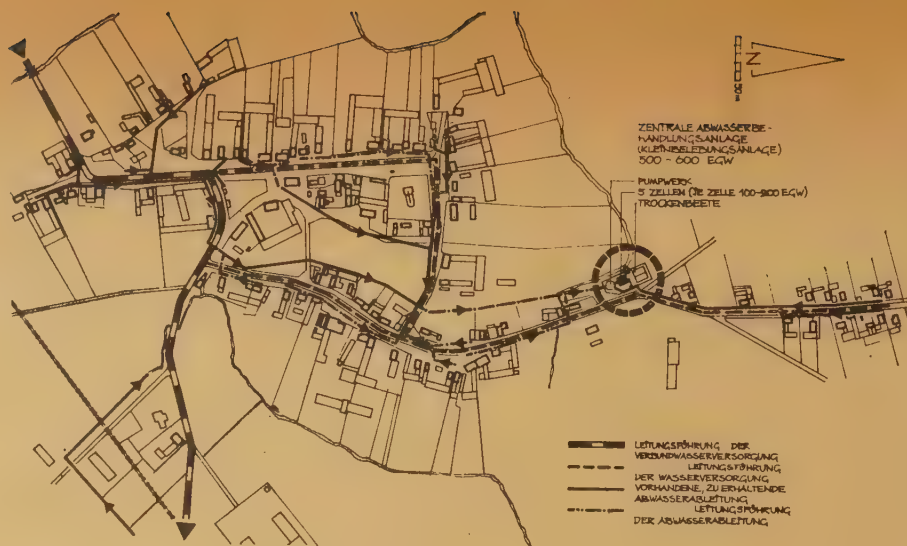 N
ZENTRALE ABWASSERBE-
HANDLUNGSANLAGE
(KLEINBELEBUNGSANLAGE)
500 - 600 EGW
PUMPWERK
5 ZELLEN (JE ZELLE 100-200 EGW)
TROCKENBEETE
LEITUNGSFÜHRUNG DER
VERBUNDWASSERVERSORGUNG
LEITUNGSFÜHRUNG
DER WASSERVERSORGUNG
VORHANDENE, ZU ERHALTENDE
ABWASSERABLEITUNG
LEITUNGSFÜHRUNG
DER ABWASSERABLEITUNG